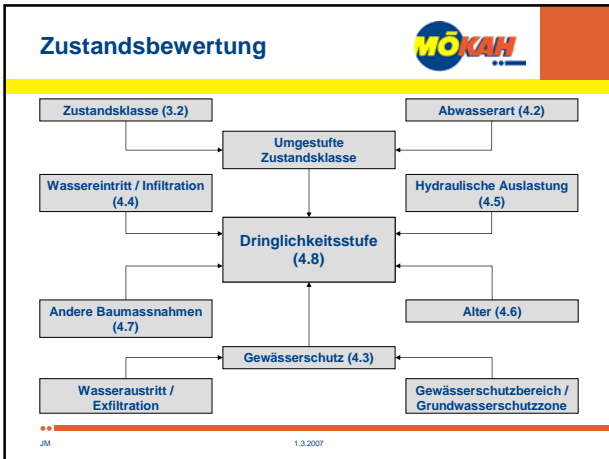 Zustandsbewertung
MÖKAH
Zustandsklasse (3.2)
Abwasserart (4.2)
Umgestufte
Zustandsklasse
Wassereintritt / Infiltration
(4.4)
Hydraulische Auslastung
(4.5)
Dringlichkeitsstufe
(4.8)
Andere Baumassnahmen
(4.7)
Alter (4.6)
Gewässerschutz (4.3)
Wasseraustritt /
Exfiltration
Gewässerschutzbereich /
Grundwasserschutzzone
JM
1.3.2007